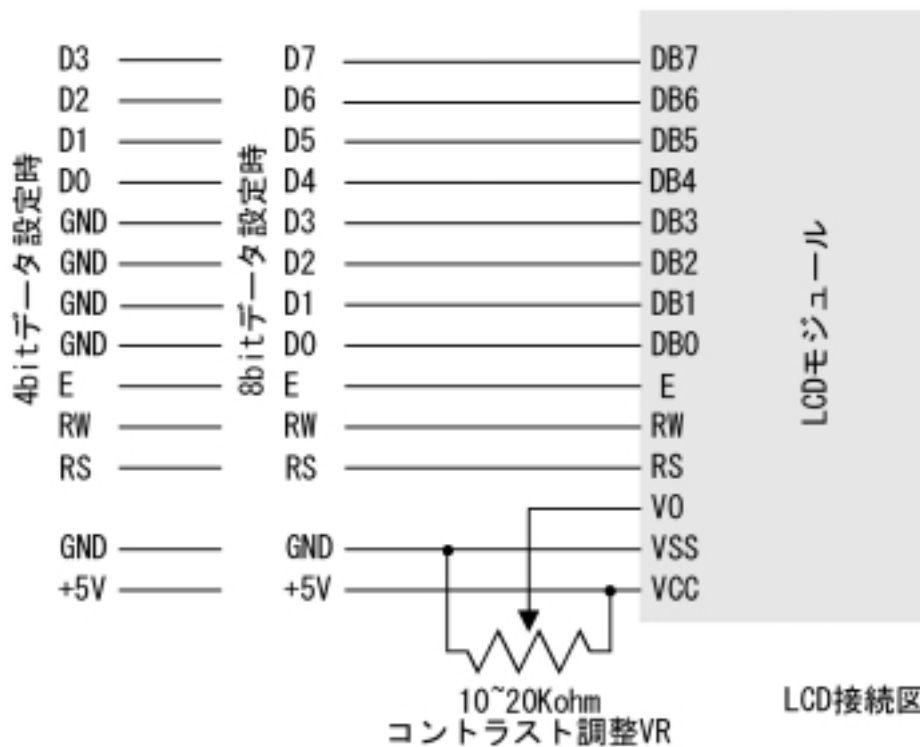 D3 D7 DB7
D2 D6 DB6
D1 D5 DB5
D0 D4 DB4
GND D3 DB3
GND D2 DB2
GND D1 DB1
GND D0 DB0
E E E
RW RW RW
RS RS RS
VO
GND GND VSS
+5V +5V VCC
4bitデータ設定時
8bitデータ設定時
LCDモジュール
10~20Kohm
コントラスト調整VR
LCD接続図